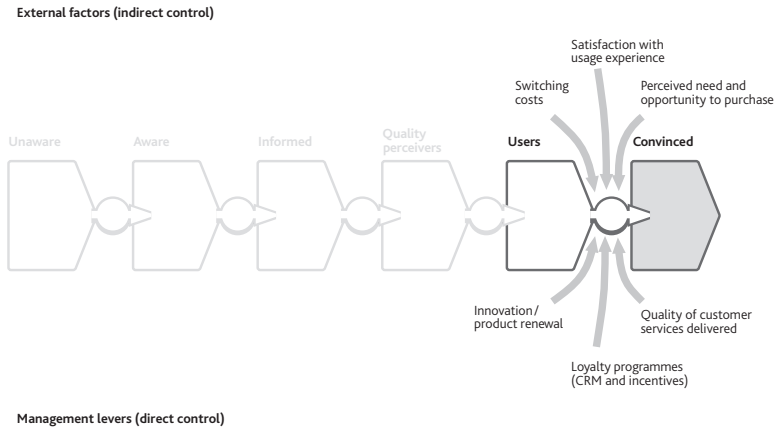 External factors (indirect control)
Satisfaction with
usage experience
Switching
costs
Perceived need and
opportunity to purchase
Unaware
Aware
Informed
Quality
perceivers
Users
Convinced
Innovation/
product renewal
Quality of customer
services delivered
Loyalty programmes
(CRM and incentives)
Management levers (direct control)